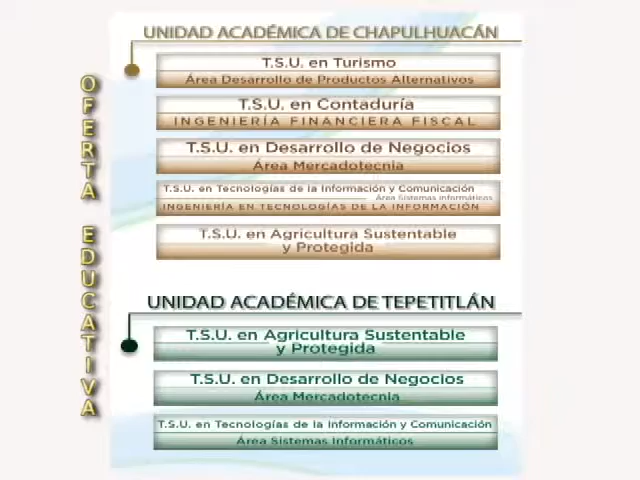 OFERTA EDUCATIVA
UNIDAD ACADÉMICA DE CHAPULHUACÁN
T.S.U. en Turismo
Área Desarrollo de Productos Alternativos
T.S.U. en Contaduría
INGENIERÍA FINANCIERA FISCAL
T.S.U. en Desarrollo de Negocios
Área Mercadotecnia
T.S.U. en Tecnologías de la Información y Comunicación
Área Sistemas Informáticos
INGENIERÍA EN TECNOLOGÍAS DE LA INFORMACIÓN
T.S.U. en Agricultura Sustentable
y Protegida
UNIDAD ACADÉMICA DE TEPETITLÁN
T.S.U. en Agricultura Sustentable
y Protegida
T.S.U. en Desarrollo de Negocios
Área Mercadotecnia
T.S.U. en Tecnologías de la Información y Comunicación
Área Sistemas Informáticos